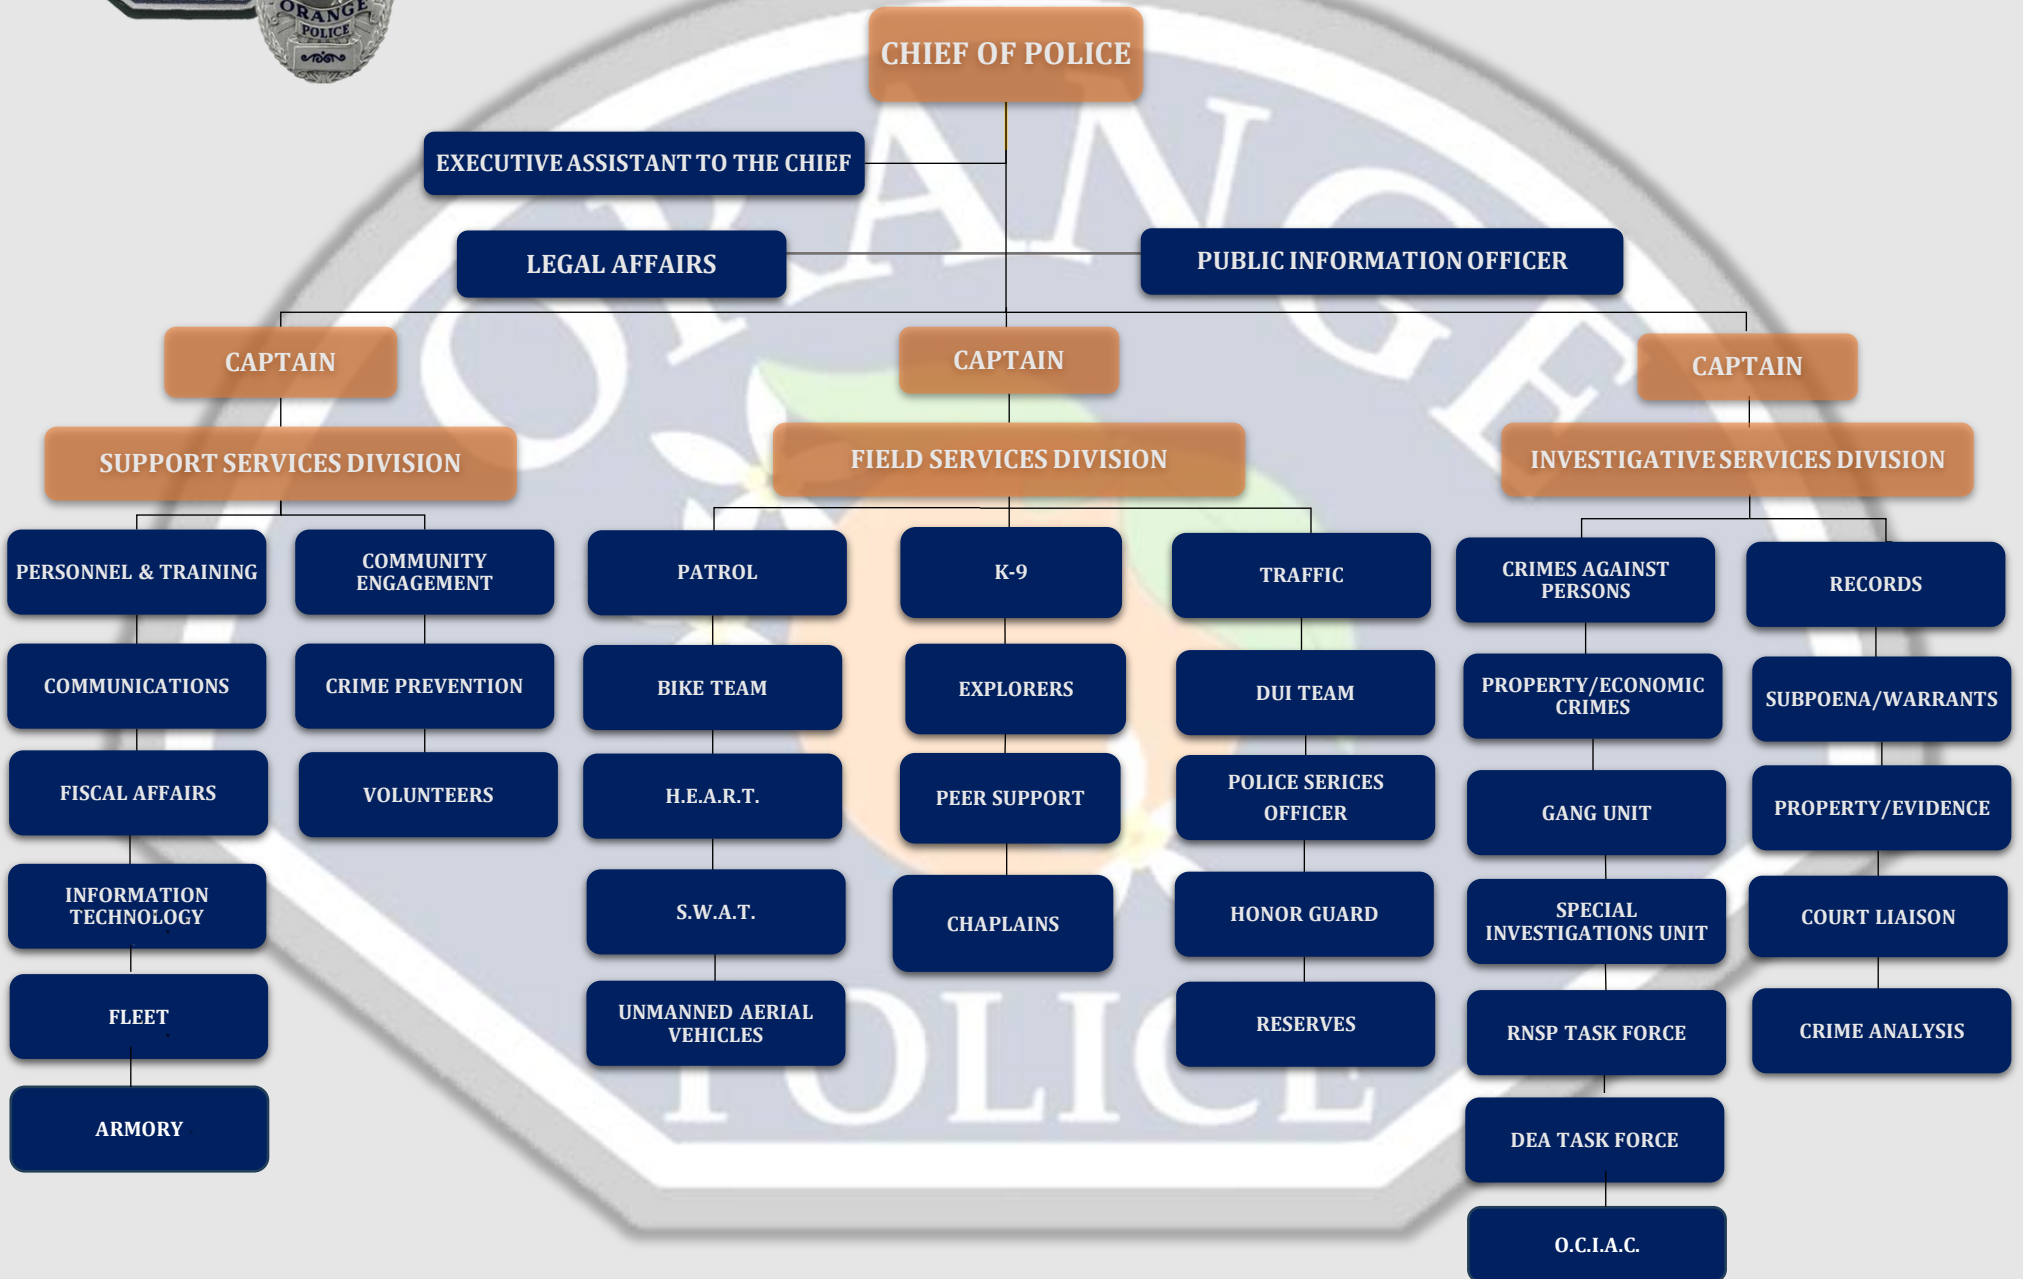 ORANGE
POLICE
CHIEF OF POLICE
EXECUTIVE ASSISTANT TO THE CHIEF
LEGAL AFFAIRS
PUBLIC INFORMATION OFFICER
CAPTAIN
CAPTAIN
CAPTAIN
SUPPORT SERVICES DIVISION
FIELD SERVICES DIVISION
INVESTIGATIVE SERVICES DIVISION
PERSONNEL & TRAINING
COMMUNICATIONS
FISCAL AFFAIRS
INFORMATION
TECHNOLOGY
FLEET
ARMORY
COMMUNITY
ENGAGEMENT
CRIME PREVENTION
VOLUNTEERS
PATROL
BIKE TEAM
H.E.A.R.T.
S.W.A.T.
UNMANNED AERIAL
VEHICLES
K-9
EXPLORERS
PEER SUPPORT
CHAPLAINS
TRAFFIC
DUI TEAM
POLICE SERICES
OFFICER
HONOR GUARD
RESERVES
CRIMES AGAINST
PERSONS
PROPERTY/ECONOMIC
CRIMES
GANG UNIT
SPECIAL
INVESTIGATIONS UNIT
RNSP TASK FORCE
DEA TASK FORCE
O.C.I.A.C.
RECORDS
SUBPOENA/WARRANTS
PROPERTY/EVIDENCE
COURT LIAISON
CRIME ANALYSIS
ORANGE
POLICE